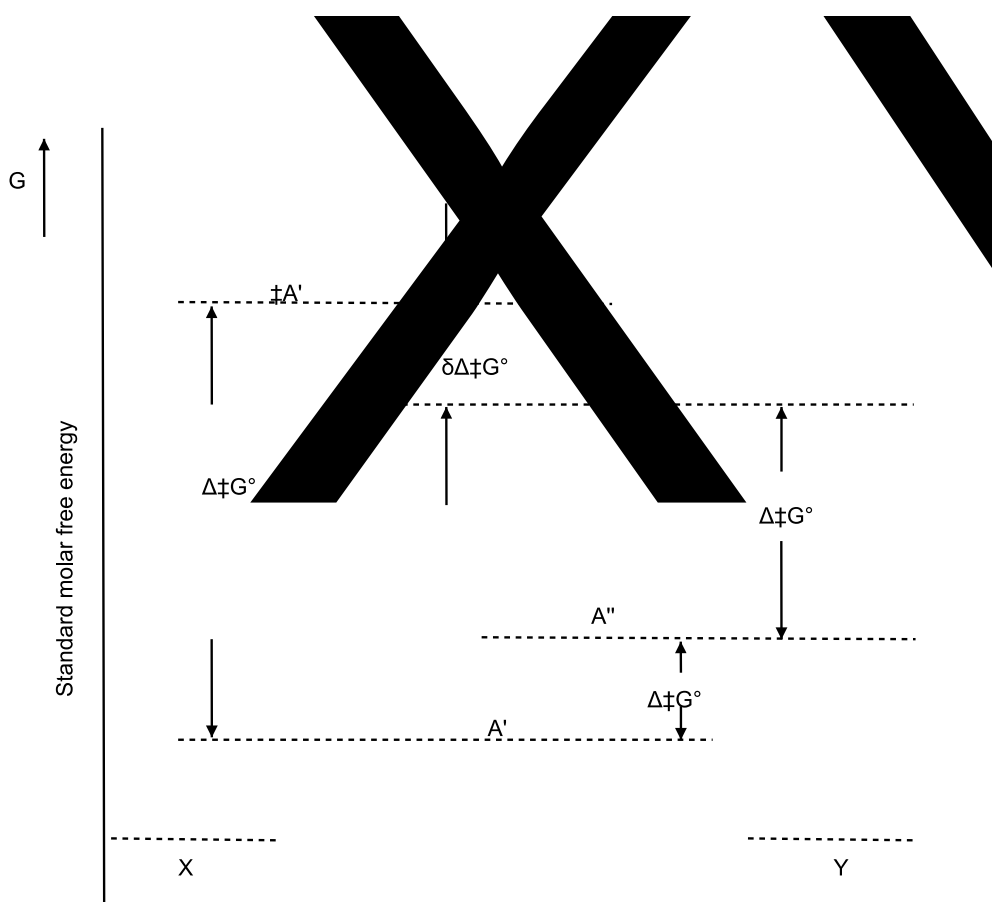 X
G
‡A'
δΔ‡G°
Δ‡G°
Δ‡G°
Standard molar free energy
A"
Δ‡G°
A'
X
Y